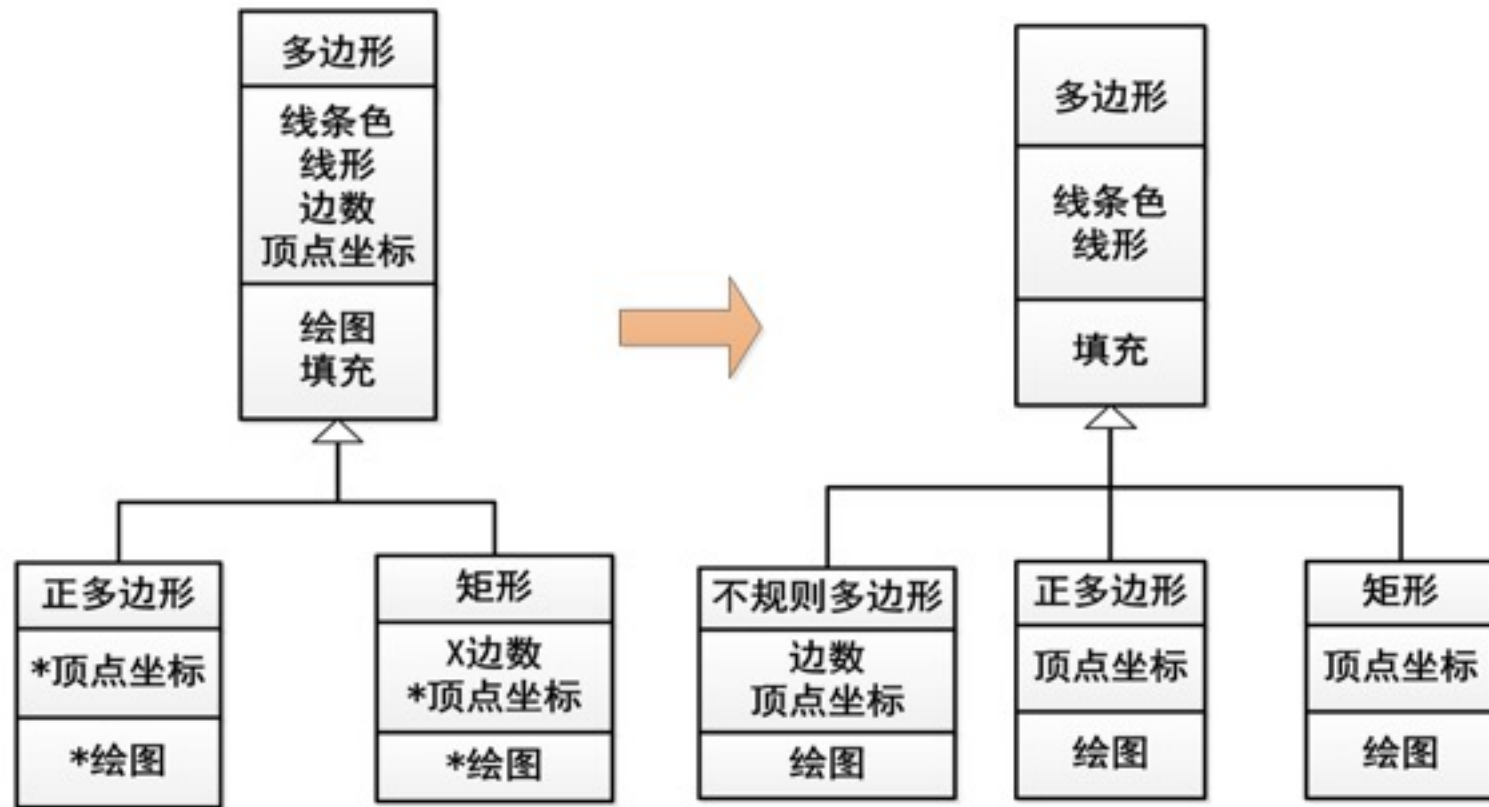 多边形
线条色
线形
边数
顶点坐标
绘图
填充
正多边形
*顶点坐标
*绘图
矩形
X边数
*顶点坐标
*绘图
多边形
线条色
线形
填充
不规则多边形
边数
顶点坐标
绘图
正多边形
顶点坐标
绘图
矩形
顶点坐标
绘图